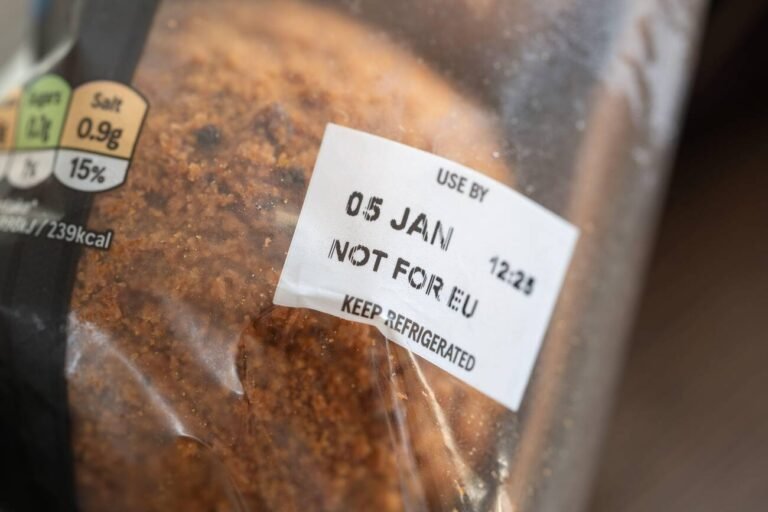 Salt
0.9g
15%
/ 239kcal
USE BY
05 JAN
12:25
NOT FOR EU
KEEP REFRIGERATED